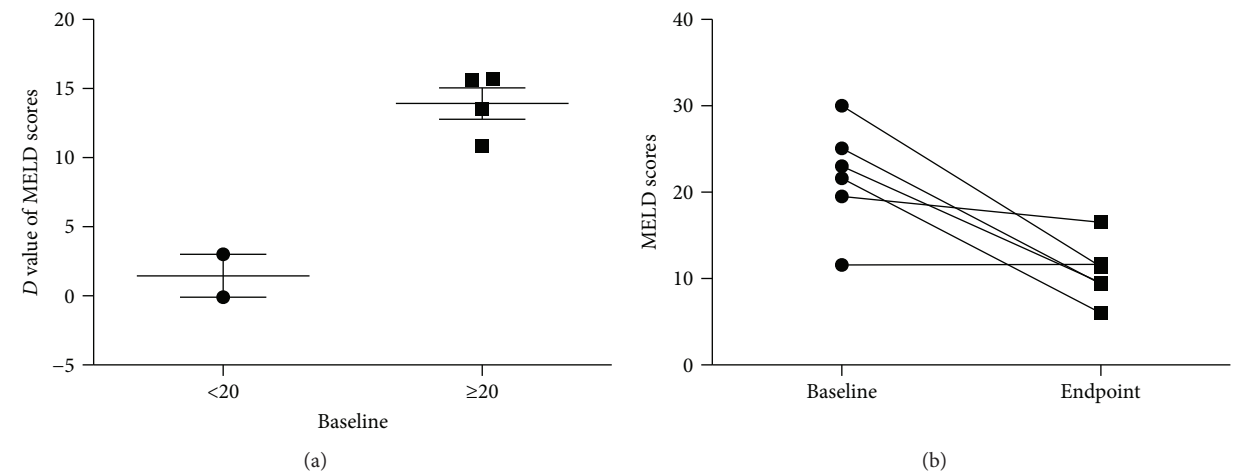 20
15
10
5
0
−5
D value of MELD scores
<20
≥20
Baseline
(a)
40
30
20
10
0
MELD scores
Baseline
Endpoint
(b)